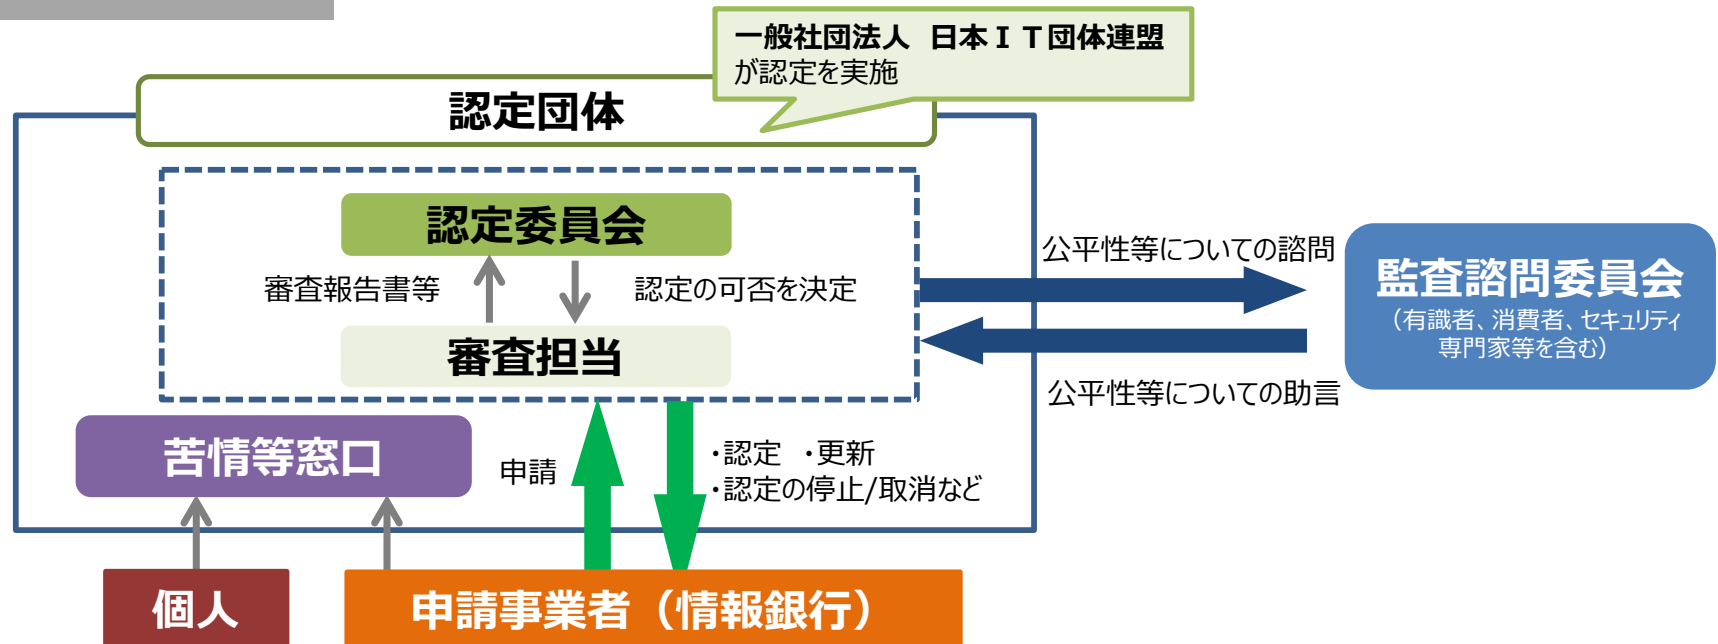 一般社団法人 日本ＩＴ団体連盟
が認定を実施
認定団体
認定委員会
審査報告書等
認定の可否を決定
審査担当
公平性等についての諮問
監査諮問委員会
（有識者、消費者、セキュリティ
専門家等を含む）
公平性等についての助言
苦情等窓口
申請
・認定 ・更新
・認定の停止/取消など
個人
申請事業者（情報銀行）